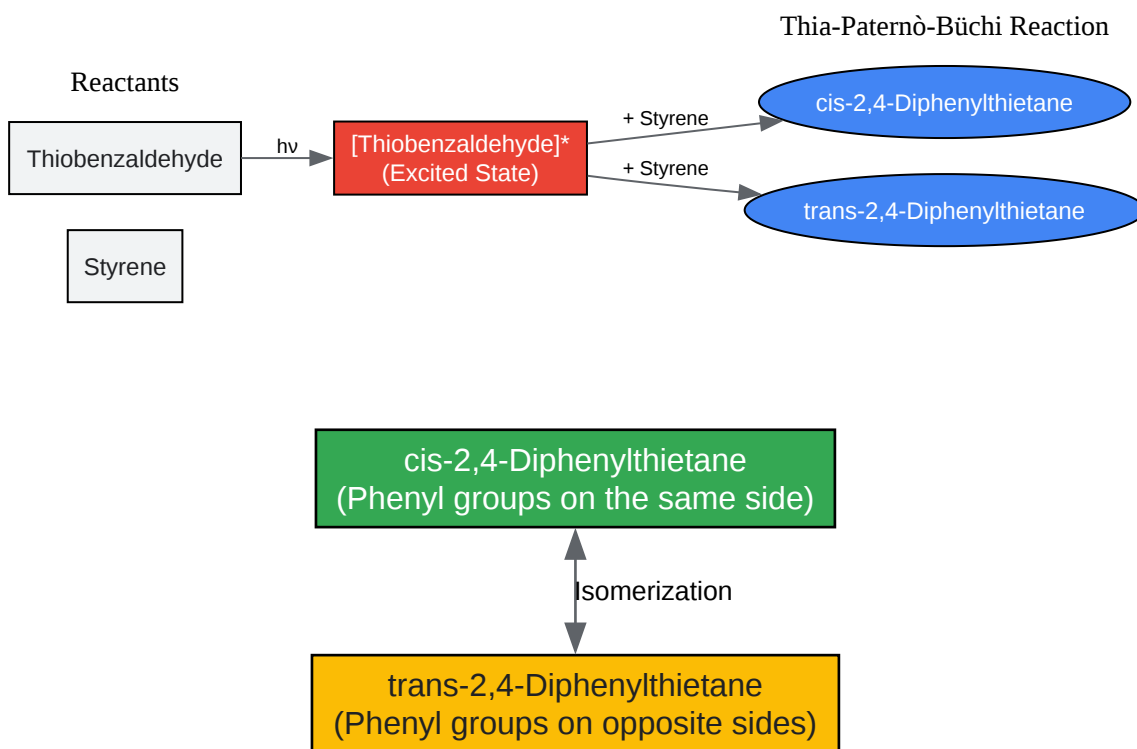 Thia-Paternò-Büchi Reaction
Reactants
Thiobenzaldehyde
hν
[Thiobenzaldehyde]*
(Excited State)
+ Styrene
+ Styrene
cis-2,4-Diphenylthietane
trans-2,4-Diphenylthietane
Styrene
cis-2,4-Diphenylthietane
(Phenyl groups on the same side)
Isomerization
trans-2,4-Diphenylthietane
(Phenyl groups on opposite sides)